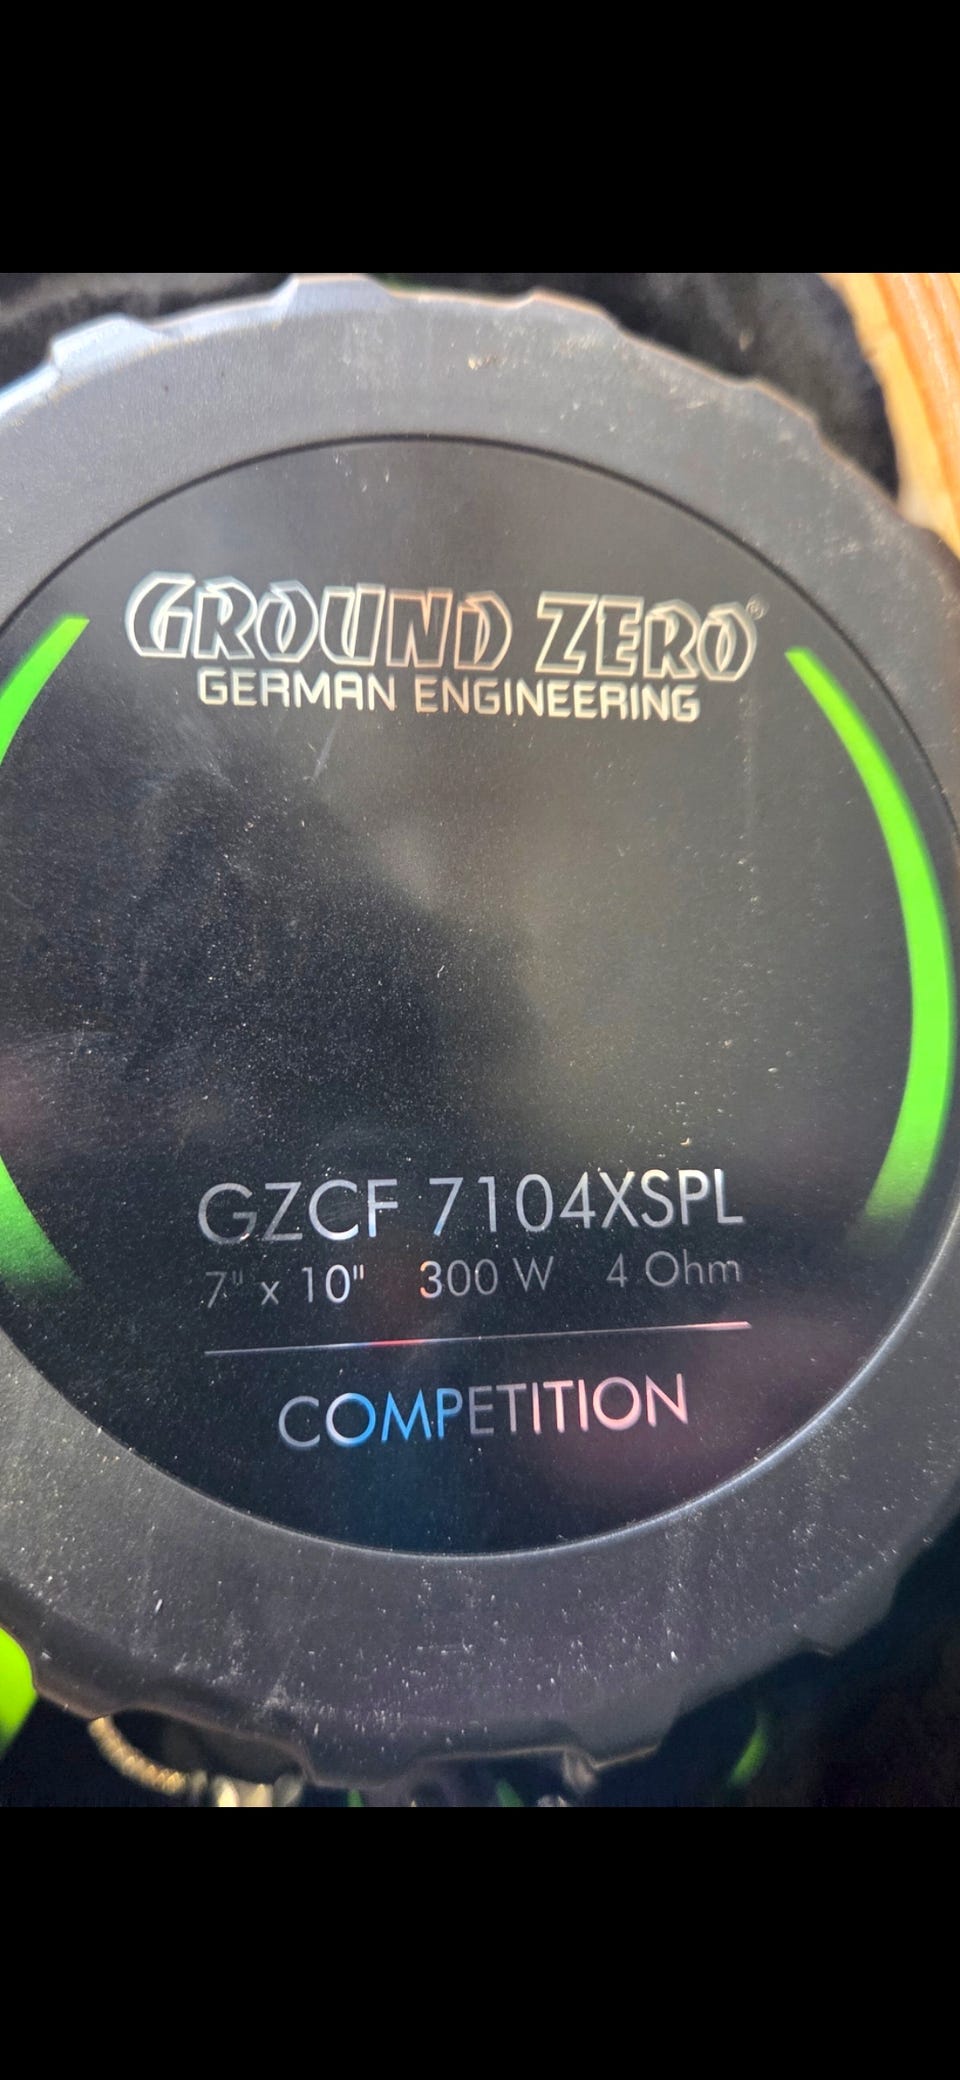 GROUND ZERO®
GERMAN ENGINEERING
GZCF 7104XSPL
7" x 10" 300 W 4 Ohm
COMPETITION